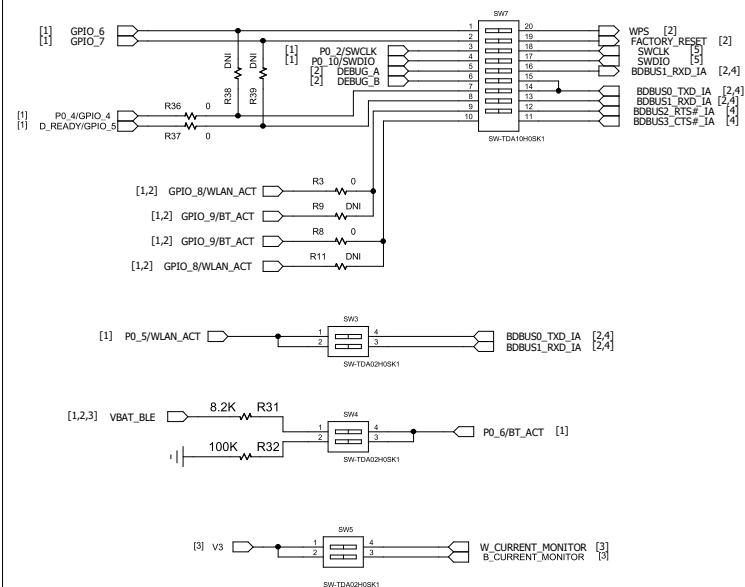 SW7
[1] GPIO_6 1 20 WPS [2]
[1] GPIO_7 2 19 FACTORY_RESET [2]
[1] P0_2/SWCLK 3 18 SWCLK [5]
[1] P0_10/SWDIO 4 17 SWDIO [5]
[2] DEBUG_A 5 16 BDBUS1_RXD_IA [2,4]
[2] DEBUG_B 6 15
7 14 BDBUS0_TXD_IA [2,4]
8 13 BDBUS1_RXD_IA [2,4]
9 12 BDBUS2_RTS#_IA [4]
10 11 BDBUS3_CTS#_IA [4]
SW-TDA10H0SK1
R38 DNI
R39 DNI
[1] P0_4/GPIO_4 R36 0
[1] D_READY/GPIO_5 R37 0
[1,2] GPIO_8/WLAN_ACT R3 0
[1,2] GPIO_9/BT_ACT R9 DNI
[1,2] GPIO_9/BT_ACT R8 0
[1,2] GPIO_8/WLAN_ACT R11 DNI
SW3
[1] P0_5/WLAN_ACT 1 4 BDBUS0_TXD_IA [2,4]
2 3 BDBUS1_RXD_IA [2,4]
SW-TDA02H0SK1
SW4
[1,2,3] VBAT_BLE 8.2K R31 1 4 P0_6/BT_ACT [1]
100K R32 2 3
SW-TDA02H0SK1
SW5
[3] V3 1 4 W_CURRENT_MONITOR [3]
2 3 B_CURRENT_MONITOR [3]
SW-TDA02H0SK1